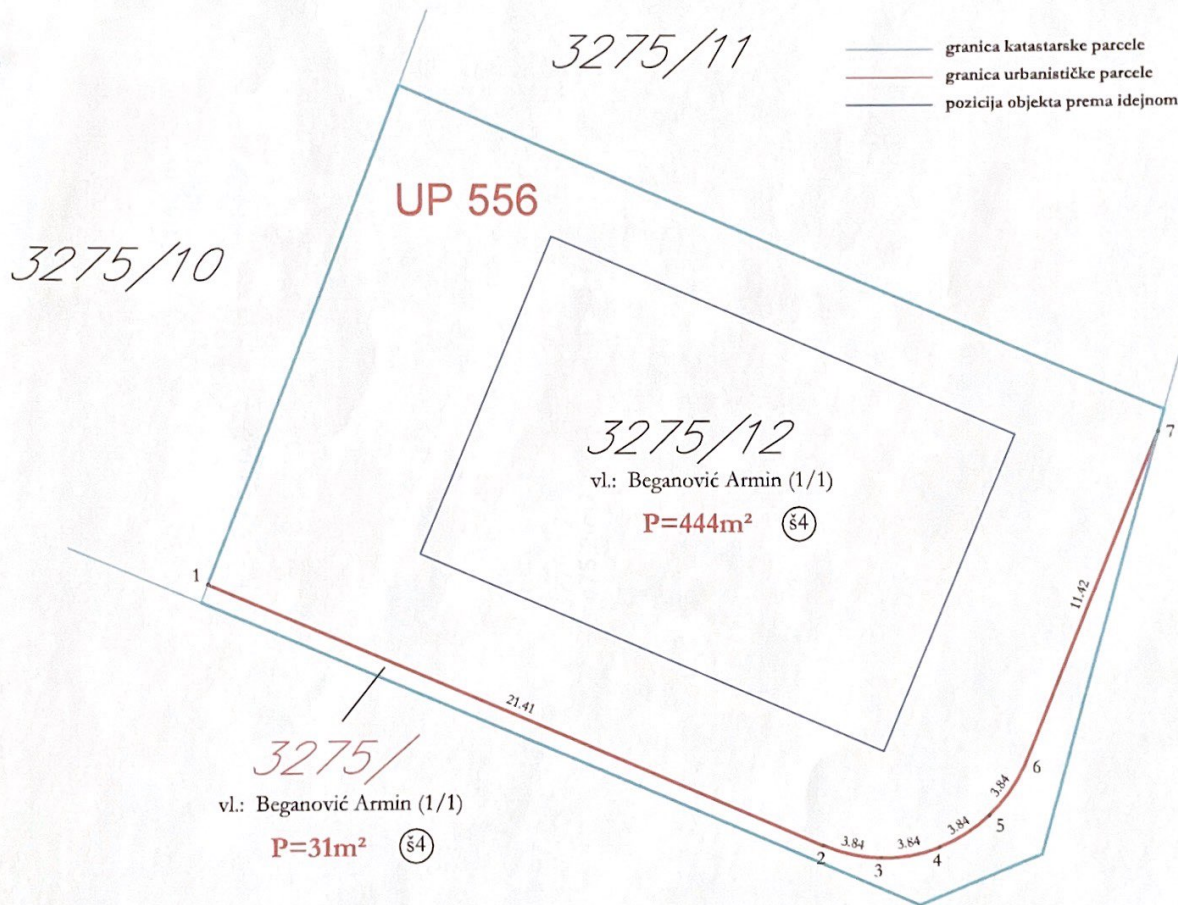 3275/11
granica katastarske parcele
granica urbanističke parcele
pozicija objekta prema idejnom
UP 556
3275/10
3275/12
7
vl.: Beganović Armin (1/1)
P=444m² š4
1
11.42
21.41
3275/
6
vl.: Beganović Armin (1/1)
3.84
5
P=31m² š4
2
3.84
3.84
3.84
3
4